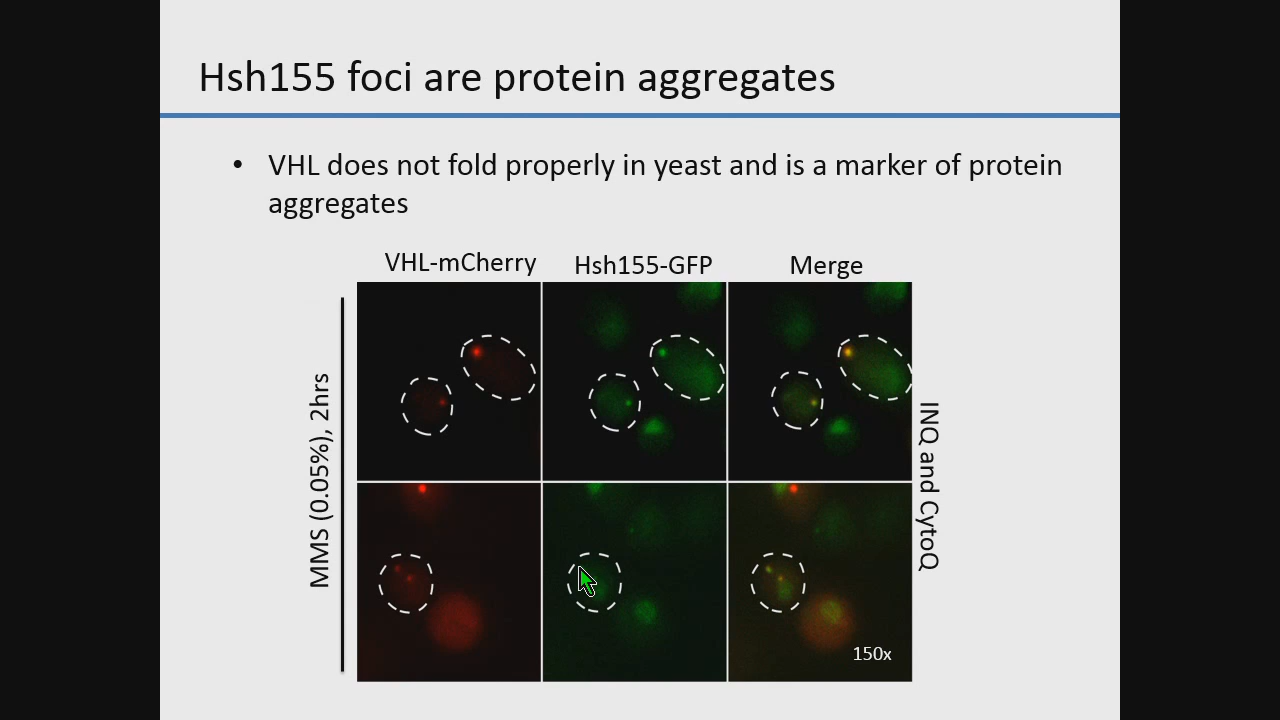 Hsh155 foci are protein aggregates
• VHL does not fold properly in yeast and is a marker of protein
aggregates
VHL-mCherry
Hsh155-GFP
Merge
MMS (0.05%), 2hrs
INQ and CytoQ
150x